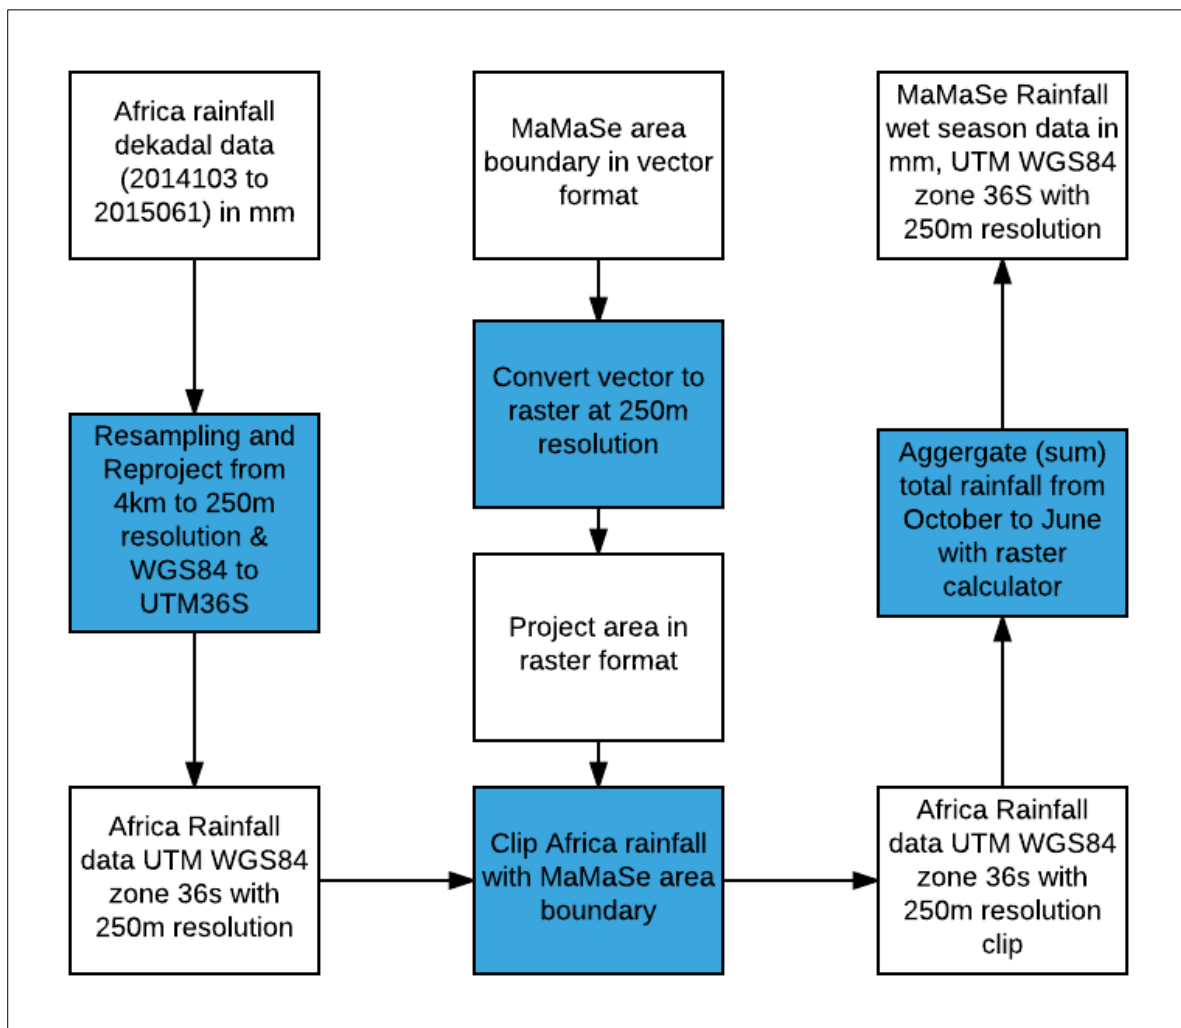 Africa rainfall
dekadal data
(2014103 to
2015061) in mm
Resampling and
Reproject from
4km to 250m
resolution &
WGS84 to
UTM36S
Africa Rainfall
data UTM WGS84
zone 36s with
250m resolution
MaMaSe area
boundary in vector
format
Convert vector to
raster at 250m
resolution
Project area in
raster format
Clip Africa rainfall
with MaMaSe area
boundary
MaMaSe Rainfall
wet season data in
mm, UTM WGS84
zone 36S with
250m resolution
Aggergate (sum)
total rainfall from
October to June
with raster
calculator
Africa Rainfall
data UTM WGS84
zone 36s with
250m resolution
clip